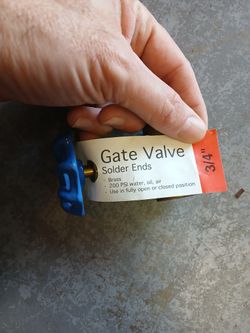 Gate Valve
Solder Ends
- Brass
- 200 PSI water, oil, air
- Use in fully open or closed position
3/4"